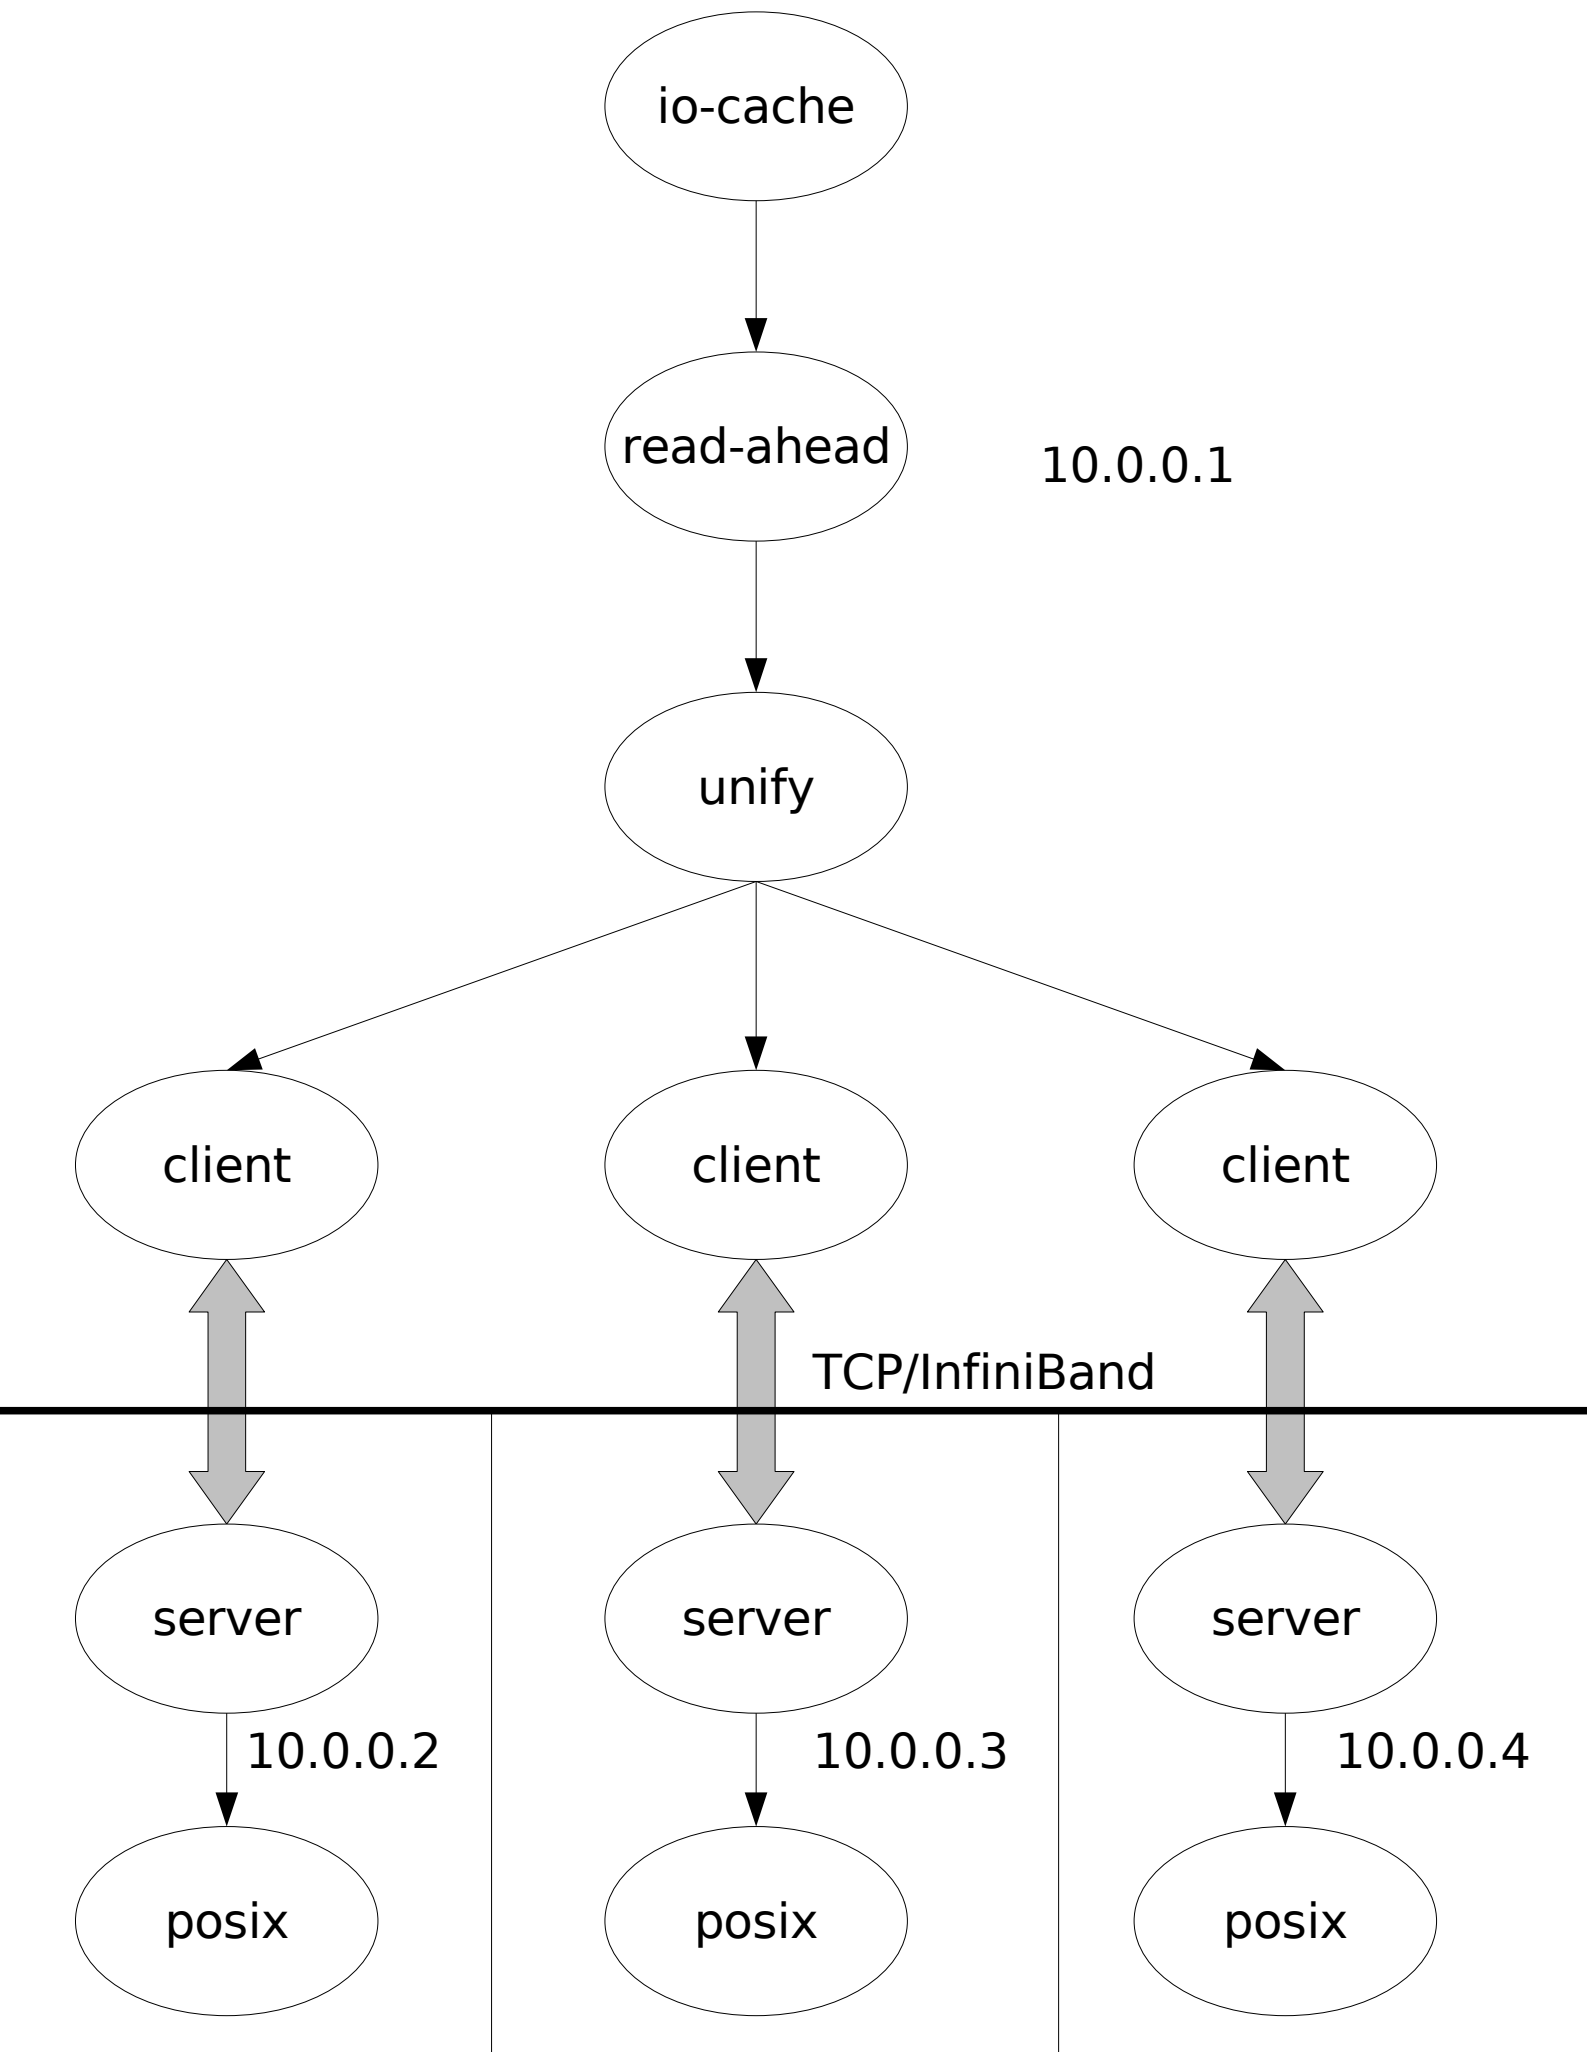 io-cache
read-ahead
10.0.0.1
unify
client
client
client
TCP/InfiniBand
server
server
server
10.0.0.2
10.0.0.3
10.0.0.4
posix
posix
posix